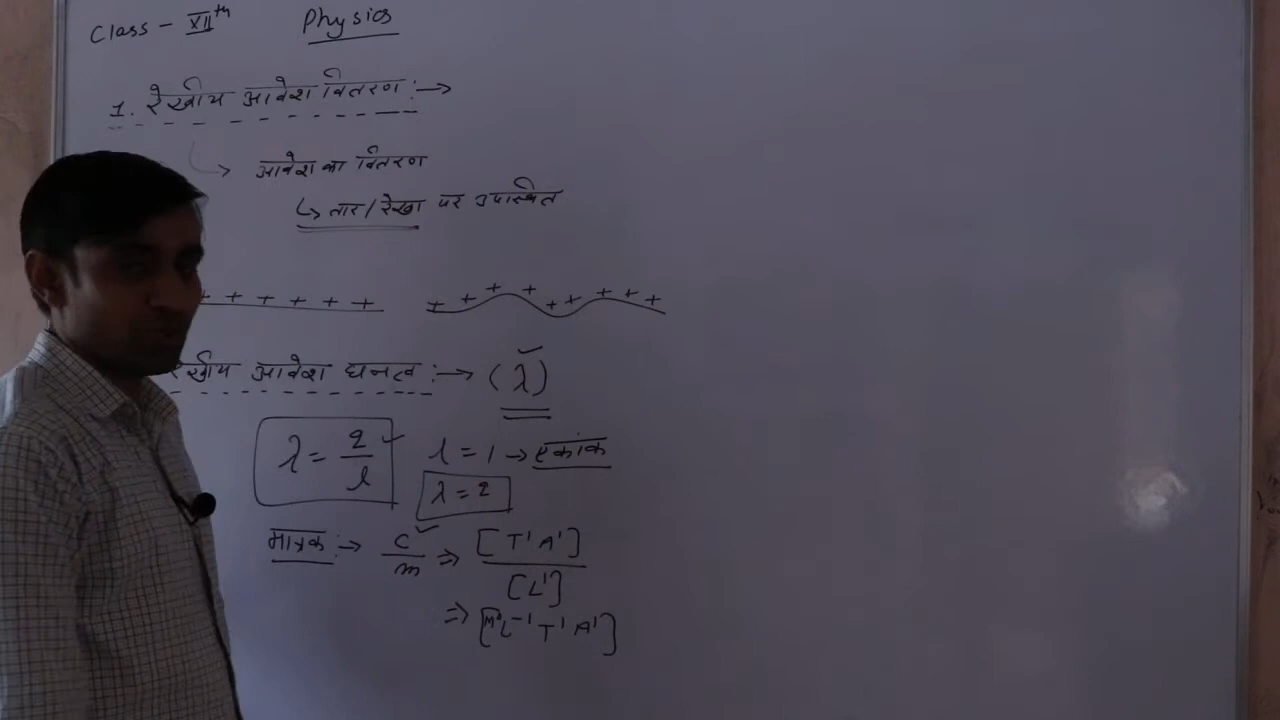 Class - XIIth Physics
1. रेखीय आवेश वितरण :→
↳ आवेश का वितरण
↳ तार / रेखा पर उपस्थित
+ + + + + + + + + + + + + +
रेखीय आवेश घनत्व :→ (λ)
λ = q/l l = 1 → एकांक
λ = q
मात्रक :→ C/m ⇒ [T¹A¹]/[L¹]
⇒ [M⁰L⁻¹T¹A¹]